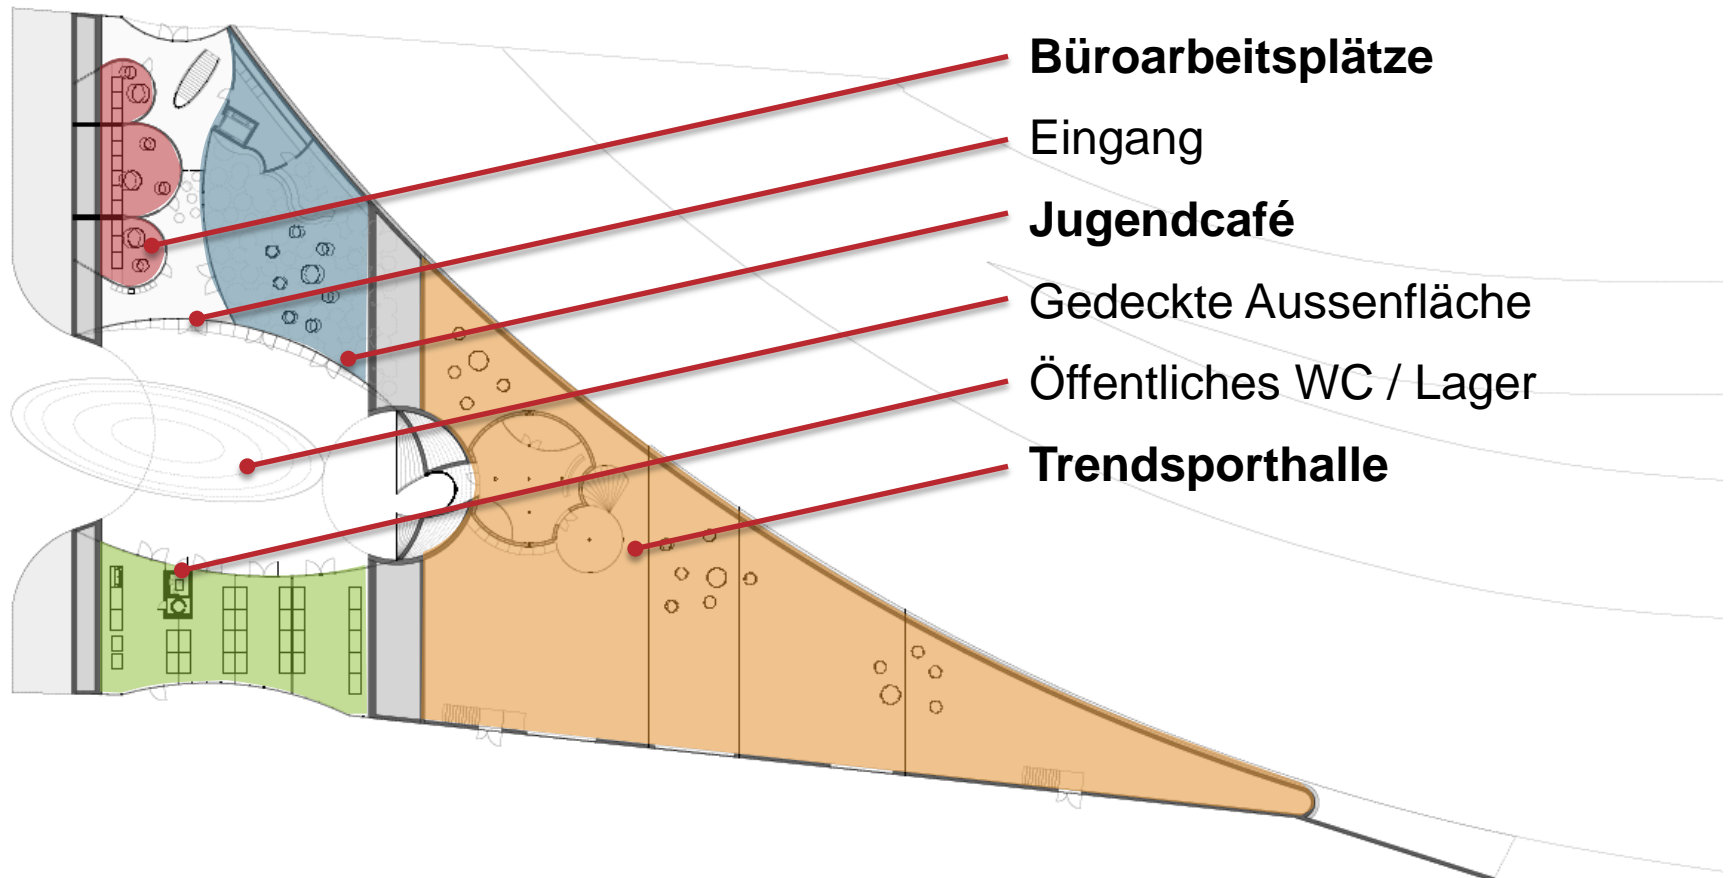 Büroarbeitsplätze
Eingang
Jugendcafé
Gedeckte Aussenfläche
Öffentliches WC / Lager
Trendsporthalle